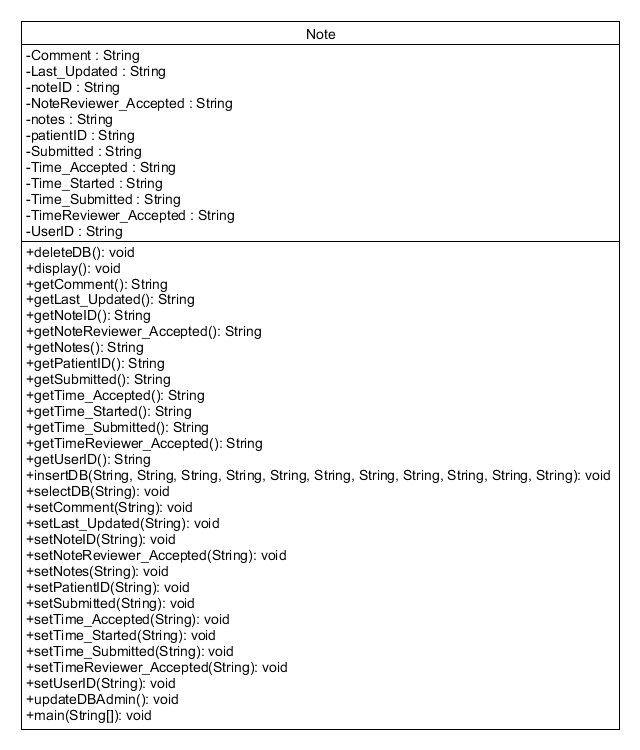 Note
-Comment : String
-Last_Updated : String
-noteID : String
-NoteReviewer_Accepted : String
-notes : String
-patientID : String
-Submitted : String
-Time_Accepted : String
-Time_Started : String
-Time_Submitted : String
-TimeReviewer_Accepted : String
-UserID : String
+deleteDB(): void
+display(): void
+getComment(): String
+getLast_Updated(): String
+getNoteID(): String
+getNoteReviewer_Accepted(): String
+getNotes(): String
+getPatientID(): String
+getSubmitted(): String
+getTime_Accepted(): String
+getTime_Started(): String
+getTime_Submitted(): String
+getTimeReviewer_Accepted(): String
+getUserID(): String
+insertDB(String, String, String, String, String, String, String, String, String, String, String): void
+selectDB(String): void
+setComment(String): void
+setLast_Updated(String): void
+setNoteID(String): void
+setNoteReviewer_Accepted(String): void
+setNotes(String): void
+setPatientID(String): void
+setSubmitted(String): void
+setTime_Accepted(String): void
+setTime_Started(String): void
+setTime_Submitted(String): void
+setTimeReviewer_Accepted(String): void
+setUserID(String): void
+updateDBAdmin(): void
+main(String[]): void